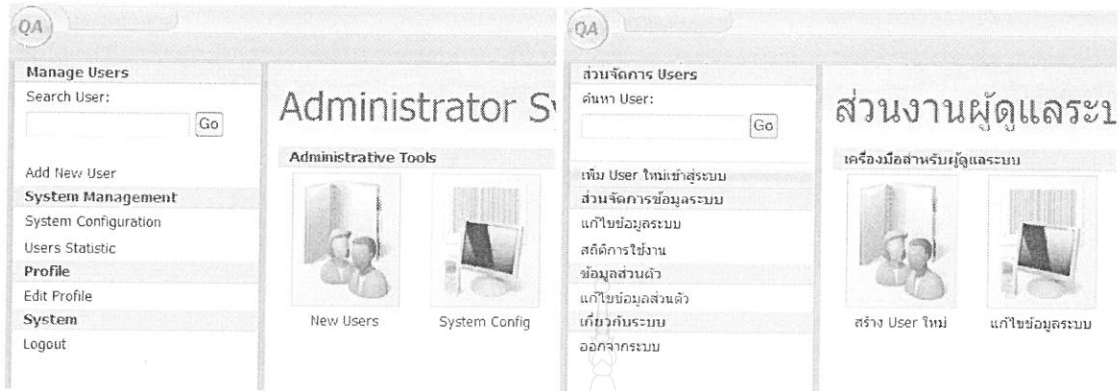 QA
Manage Users
Search User:
Go
Add New User
System Management
System Configuration
Users Statistic
Profile
Edit Profile
System
Logout
Administrator Sy
Administrative Tools
New Users
System Config
QA
ส่วนจัดการ Users
ค้นหา User:
Go
เพิ่ม User ใหม่เข้าสู่ระบบ
ส่วนจัดการข้อมูลระบบ
แก้ไขข้อมูลระบบ
สถิติการใช้งาน
ข้อมูลส่วนตัว
แก้ไขข้อมูลส่วนตัว
เกี่ยวกับระบบ
ออกจากระบบ
ส่วนงานผู้ดูแลระบ
เครื่องมือสำหรับผู้ดูแลระบบ
สร้าง User ใหม่
แก้ไขข้อมูลระบบ